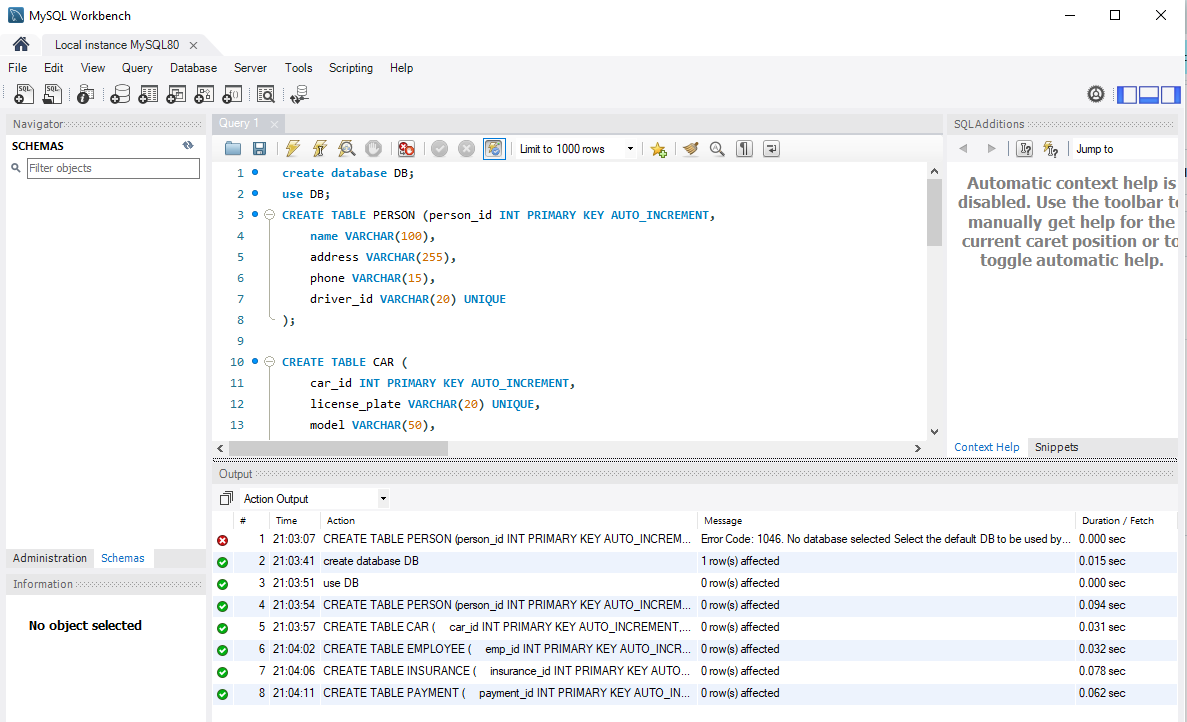 MySQL Workbench
Local instance MySQL80
File Edit View Query Database Server Tools Scripting Help
Navigator
SCHEMAS
Filter objects
Administration Schemas
Information
No object selected
Query 1
Limit to 1000 rows
1 create database DB;
2 use DB;
3 CREATE TABLE PERSON (person_id INT PRIMARY KEY AUTO_INCREMENT,
4 name VARCHAR(100),
5 address VARCHAR(255),
6 phone VARCHAR(15),
7 driver_id VARCHAR(20) UNIQUE
8 );
9
10 CREATE TABLE CAR (
11 car_id INT PRIMARY KEY AUTO_INCREMENT,
12 license_plate VARCHAR(20) UNIQUE,
13 model VARCHAR(50),
SQLAdditions
Jump to
Automatic context help is
disabled. Use the toolbar to
manually get help for the
current caret position or to
toggle automatic help.
Context Help Snippets
Output
Action Output
# Time Action Message Duration / Fetch
1 21:03:07 CREATE TABLE PERSON (person_id INT PRIMARY KEY AUTO_INCREM... Error Code: 1046. No database selected Select the default DB to be used by... 0.000 sec
2 21:03:41 create database DB 1 row(s) affected 0.015 sec
3 21:03:51 use DB 0 row(s) affected 0.000 sec
4 21:03:54 CREATE TABLE PERSON (person_id INT PRIMARY KEY AUTO_INCREM... 0 row(s) affected 0.094 sec
5 21:03:57 CREATE TABLE CAR ( car_id INT PRIMARY KEY AUTO_INCREMENT,... 0 row(s) affected 0.031 sec
6 21:04:02 CREATE TABLE EMPLOYEE ( emp_id INT PRIMARY KEY AUTO_INCR... 0 row(s) affected 0.032 sec
7 21:04:06 CREATE TABLE INSURANCE ( insurance_id INT PRIMARY KEY AUTO... 0 row(s) affected 0.078 sec
8 21:04:11 CREATE TABLE PAYMENT ( payment_id INT PRIMARY KEY AUTO_IN... 0 row(s) affected 0.062 sec